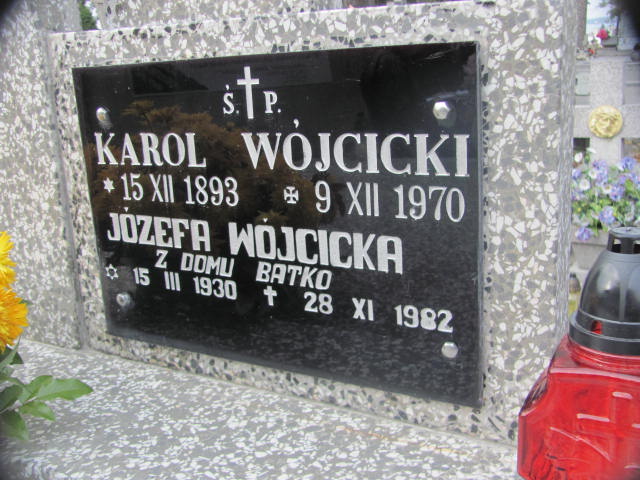 Ś. P.
KAROL WÓJCICKI
15 XII 1893 9 XII 1970
JÓZEFA WÓJCICKA
Z DOMU BATKO
15 III 1930 28 XI 1982